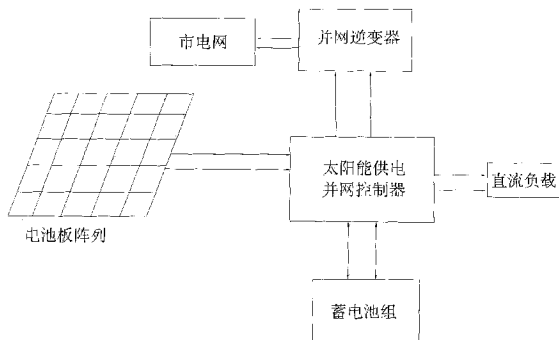 市电网
并网逆变器
太阳能供电
并网控制器
直流负载
电池板阵列
蓄电池组